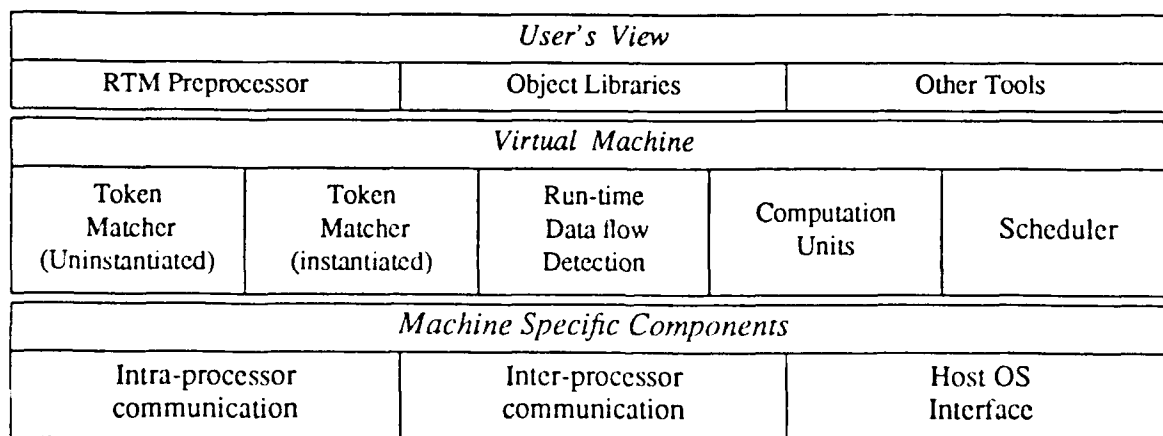 User's View
RTM Preprocessor
Object Libraries
Other Tools
Virtual Machine
Token
Matcher
(Uninstantiated)
Token
Matcher
(instantiated)
Run-time
Data flow
Detection
Computation
Units
Scheduler
Machine Specific Components
Intra-processor
communication
Inter-processor
communication
Host OS
Interface